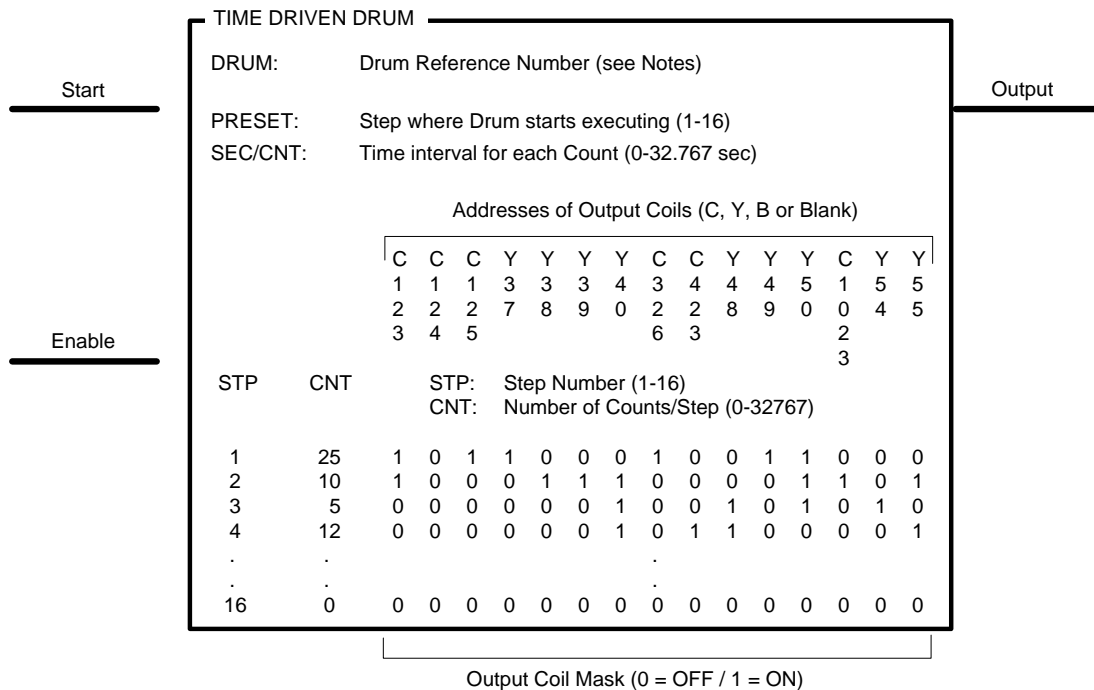 TIME DRIVEN DRUM
DRUM: Drum Reference Number (see Notes)
Start
Output
PRESET: Step where Drum starts executing (1-16)
SEC/CNT: Time interval for each Count (0-32.767 sec)
Addresses of Output Coils (C, Y, B or Blank)
C C C Y Y Y Y C C Y Y Y C Y Y
1 1 1 3 3 3 4 3 4 4 4 5 1 5 5
2 2 2 7 8 9 0 2 2 8 9 0 0 4 5
3 4 5 6 3 2
3
Enable
STP CNT STP: Step Number (1-16)
CNT: Number of Counts/Step (0-32767)
1 25 1 0 1 1 0 0 0 1 0 0 1 1 0 0 0
2 10 1 0 0 0 1 1 1 0 0 0 0 1 1 0 1
3 5 0 0 0 0 0 0 1 0 0 1 0 1 0 1 0
4 12 0 0 0 0 0 0 1 0 1 1 0 0 0 0 1
. . .
. . .
16 0 0 0 0 0 0 0 0 0 0 0 0 0 0 0 0
Output Coil Mask (0 = OFF / 1 = ON)